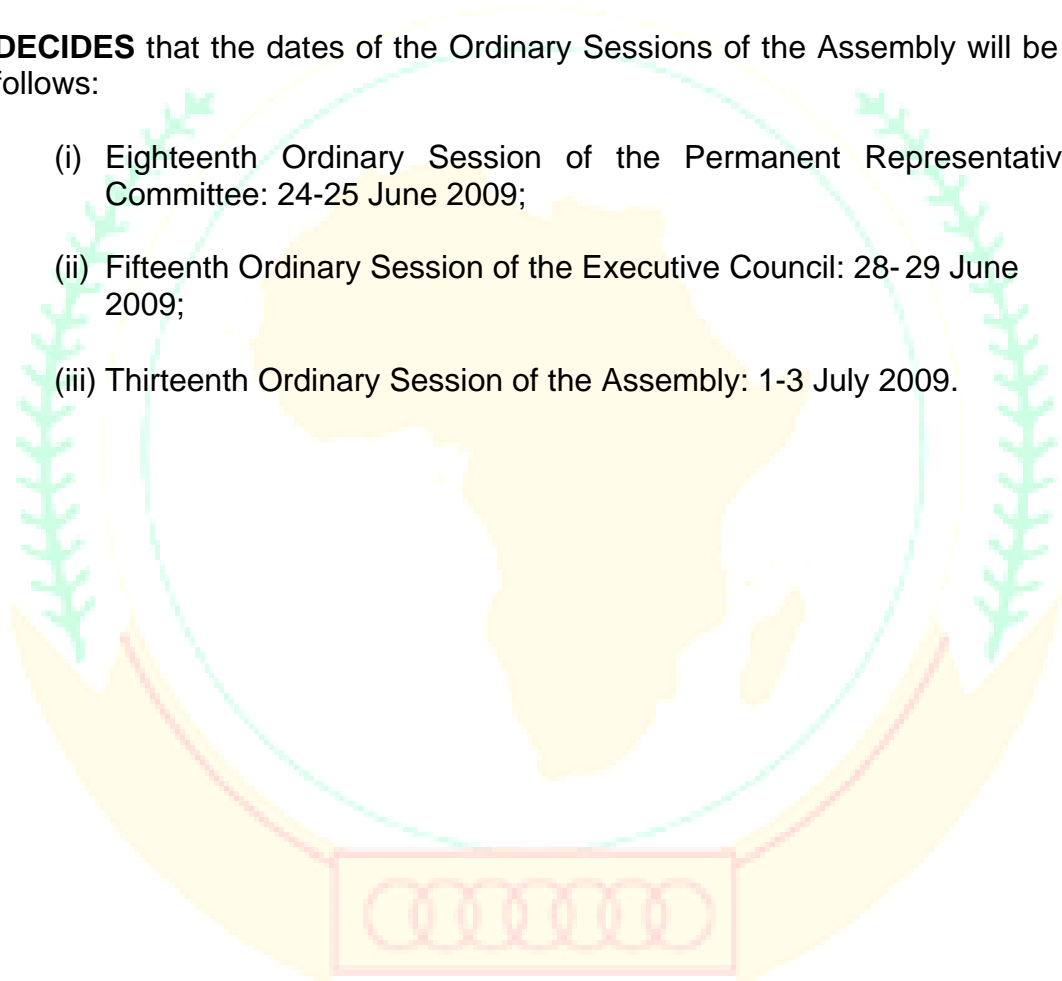 DECIDES that the dates of the Ordinary Sessions of the Assembly will be
follows:
(i) Eighteenth Ordinary Session of the Permanent Representativ
Committee: 24-25 June 2009;
(ii) Fifteenth Ordinary Session of the Executive Council: 28-29 June
2009;
(iii) Thirteenth Ordinary Session of the Assembly: 1-3 July 2009.